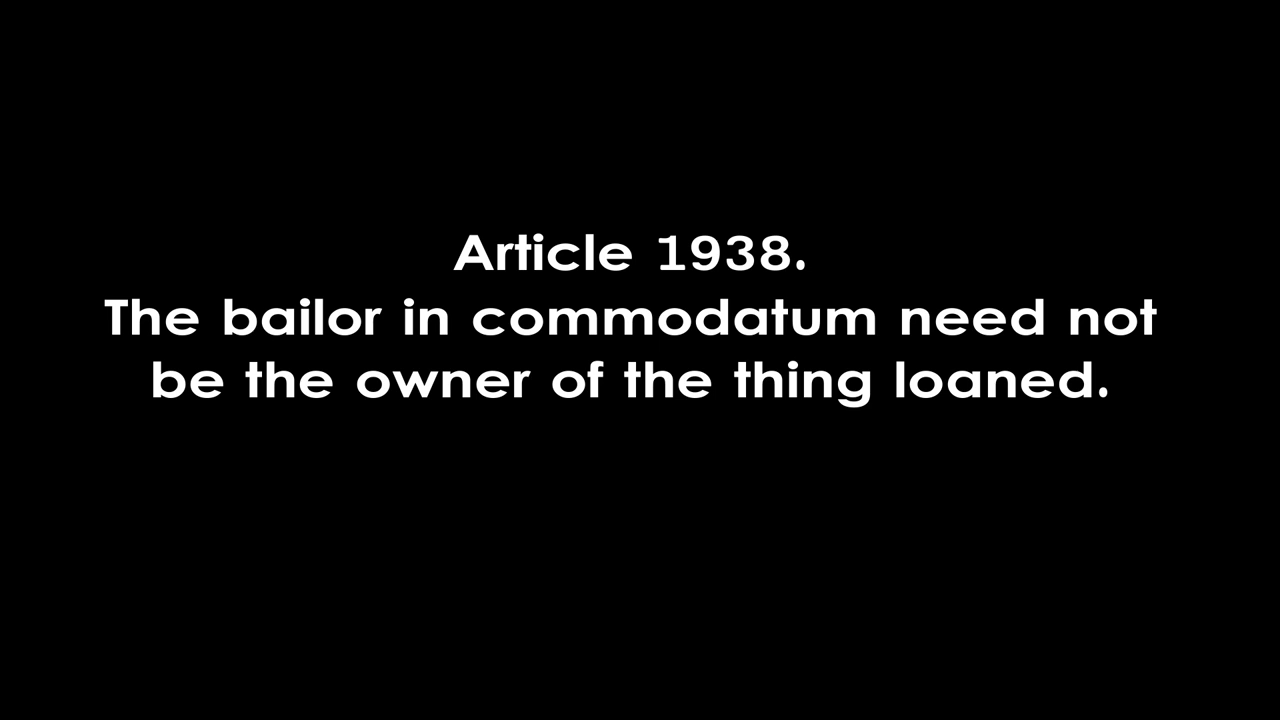 Article 1938.
The bailor in commodatum need not
be the owner of the thing loaned.